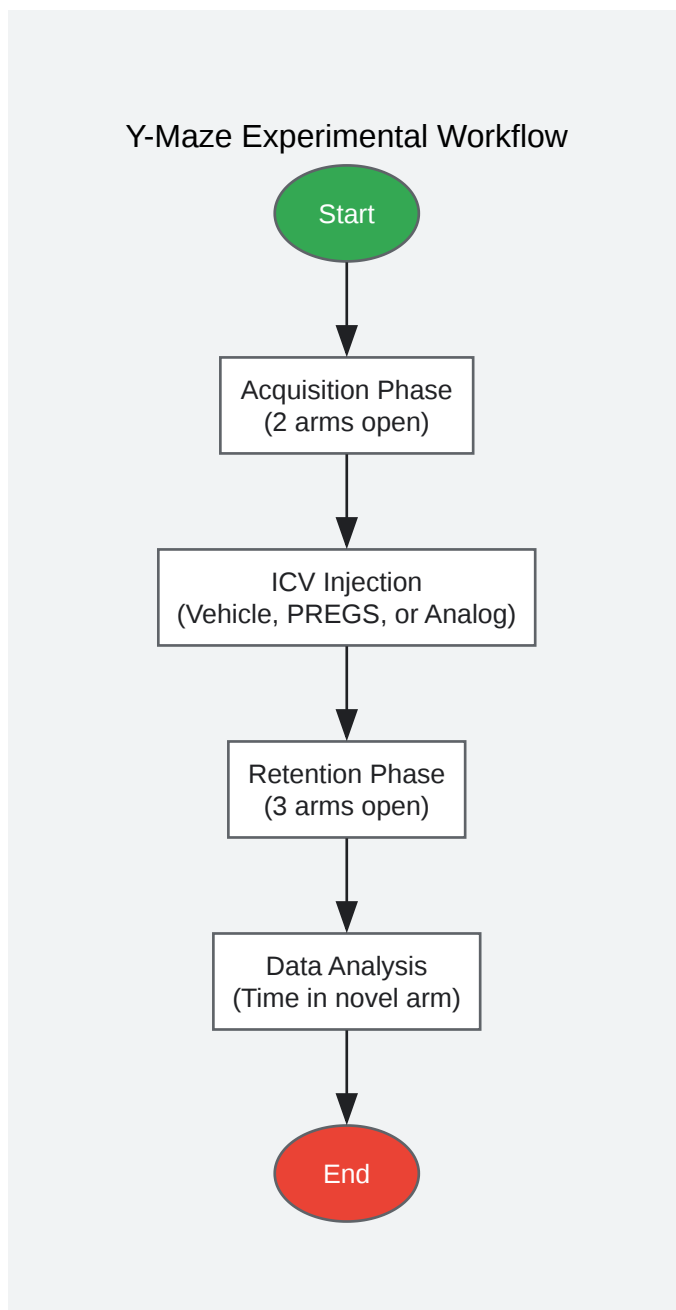 Y-Maze Experimental Workflow
Start
Acquisition Phase
(2 arms open)
ICV Injection
(Vehicle, PREGS, or Analog)
Retention Phase
(3 arms open)
Data Analysis
(Time in novel arm)
End